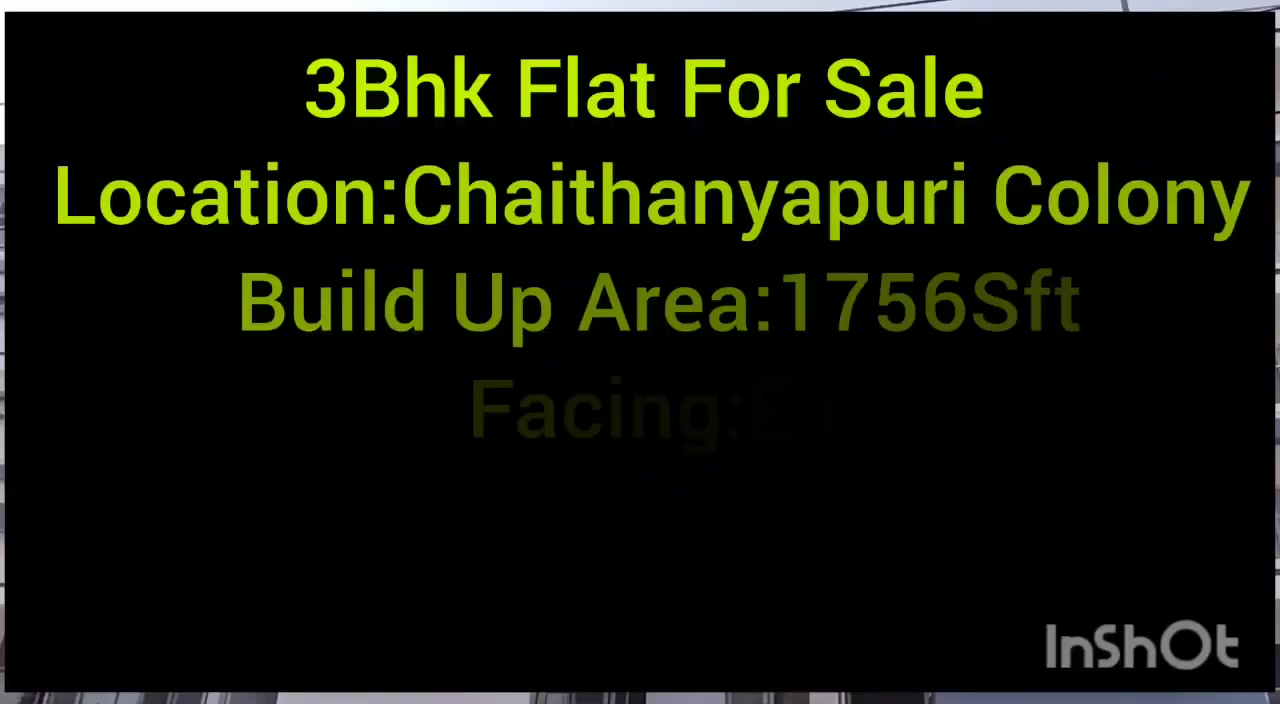 3Bhk Flat For Sale
Location:Chaithanyapuri Colony
Build Up Area:1756Sft
Facing:
InShOt